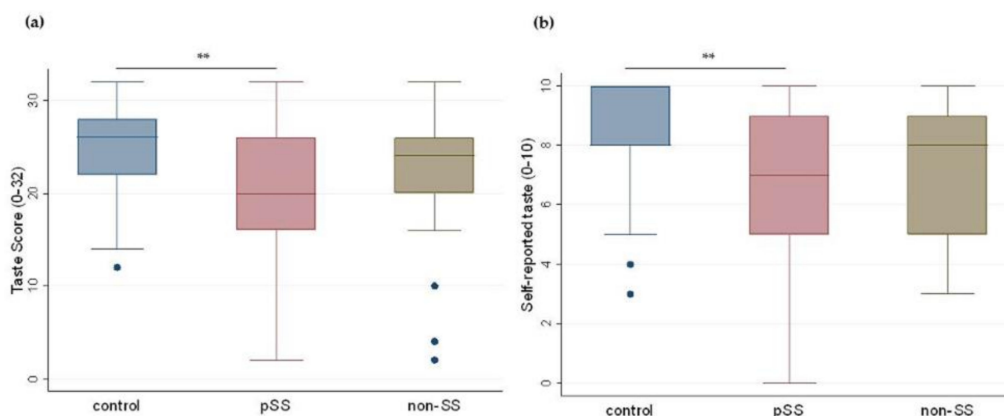 (a)
**
Taste Score (0-32)
30
20
10
0
control pSS non-SS
(b)
**
Self-reported taste (0-10)
10
8
6
4
2
0
control pSS non-SS